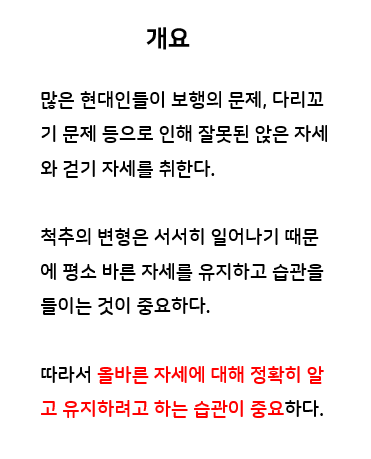 개요
많은 현대인들이 보행의 문제, 다리꼬
기 문제 등으로 인해 잘못된 앉은 자세
와 걷기 자세를 취한다.
척추의 변형은 서서히 일어나기 때문
에 평소 바른 자세를 유지하고 습관을
들이는 것이 중요하다.
따라서 올바른 자세에 대해 정확히 알
고 유지하려고 하는 습관이 중요하다.